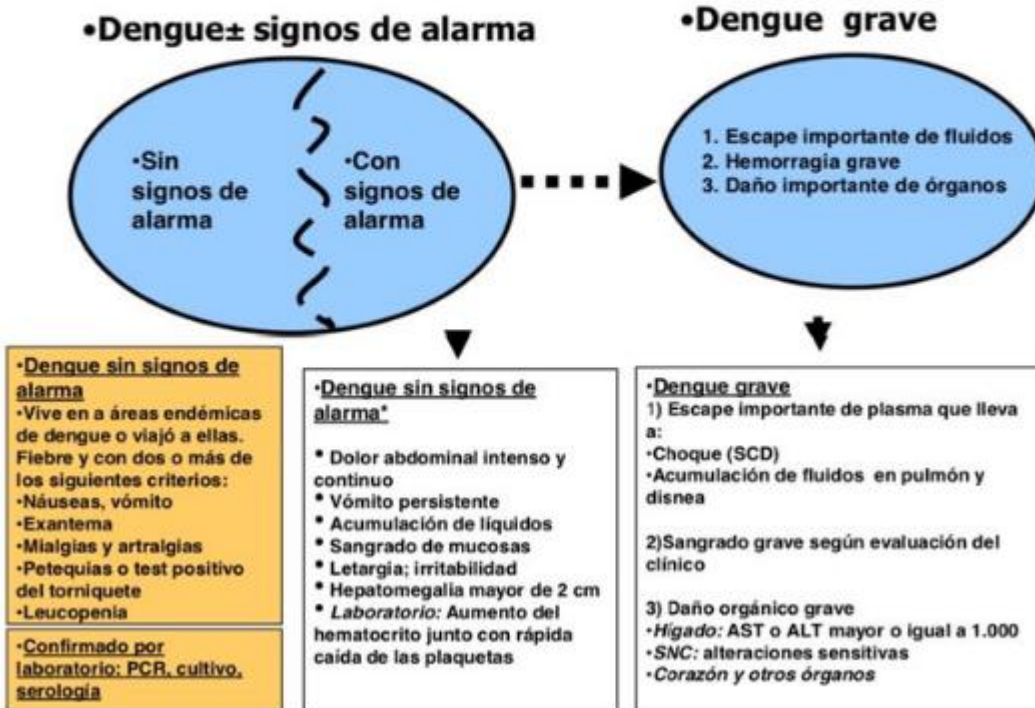 •Dengue± signos de alarma
•Dengue grave
•Sin
signos de
alarma
•Con
signos de
alarma
1. Escape importante de fluidos
2. Hemorragia grave
3. Daño importante de órganos
•Dengue sin signos de
alarma
•Vive en a áreas endémicas
de dengue o viajó a ellas.
Fiebre y con dos o más de
los siguientes criterios:
•Náuseas, vómito
•Exantema
•Mialgias y artralgias
•Petequias o test positivo
del torniquete
•Leucopenia
•Confirmado por
laboratorio: PCR, cultivo,
serología
•Dengue sin signos de
alarma*
* Dolor abdominal intenso y
continuo
* Vómito persistente
* Acumulación de líquidos
* Sangrado de mucosas
* Letargia; irritabilidad
* Hepatomegalia mayor de 2 cm
* Laboratorio: Aumento del
hematocrito junto con rápida
caída de las plaquetas
•Dengue grave
1) Escape importante de plasma que lleva
a:
•Choque (SCD)
•Acumulación de fluidos en pulmón y
disnea
2)Sangrado grave según evaluación del
clínico
3) Daño orgánico grave
•Hígado: AST o ALT mayor o igual a 1.000
•SNC: alteraciones sensitivas
•Corazón y otros órganos